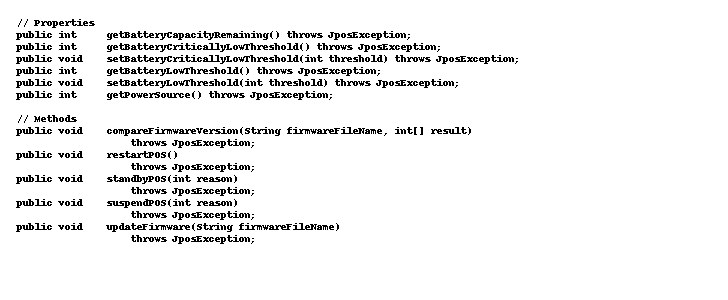 // Properties
public int    getBatteryCapacityRemaining() throws JposException;
public int    getBatteryCriticallyLowThreshold() throws JposException;
public void   setBatteryCriticallyLowThreshold(int threshold) throws JposException;
public int    getBatteryLowThreshold() throws JposException;
public void   setBatteryLowThreshold(int threshold) throws JposException;
public int    getPowerSource() throws JposException;

// Methods
public void   compareFirmwareVersion(String firmwareFileName, int[] result)
                  throws JposException;
public void   restartPOS()
                  throws JposException;
public void   standbyPOS(int reason)
                  throws JposException;
public void   suspendPOS(int reason)
                  throws JposException;
public void   updateFirmware(String firmwareFileName)
                  throws JposException;